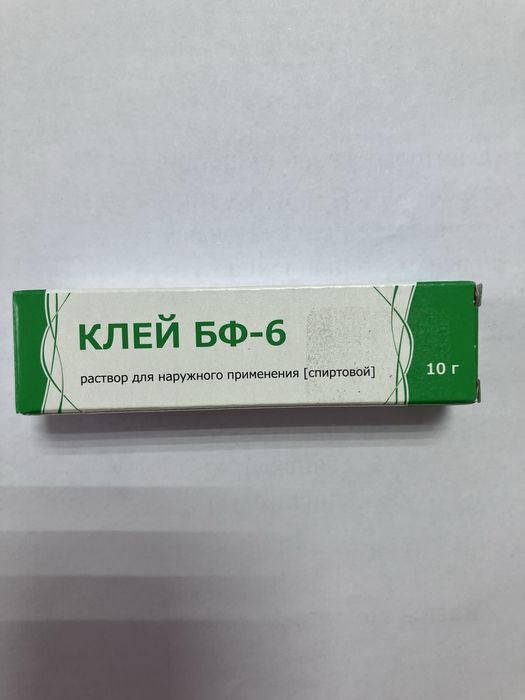 КЛЕЙ БФ-6
раствор для наружного применения [спиртовой]
10 г